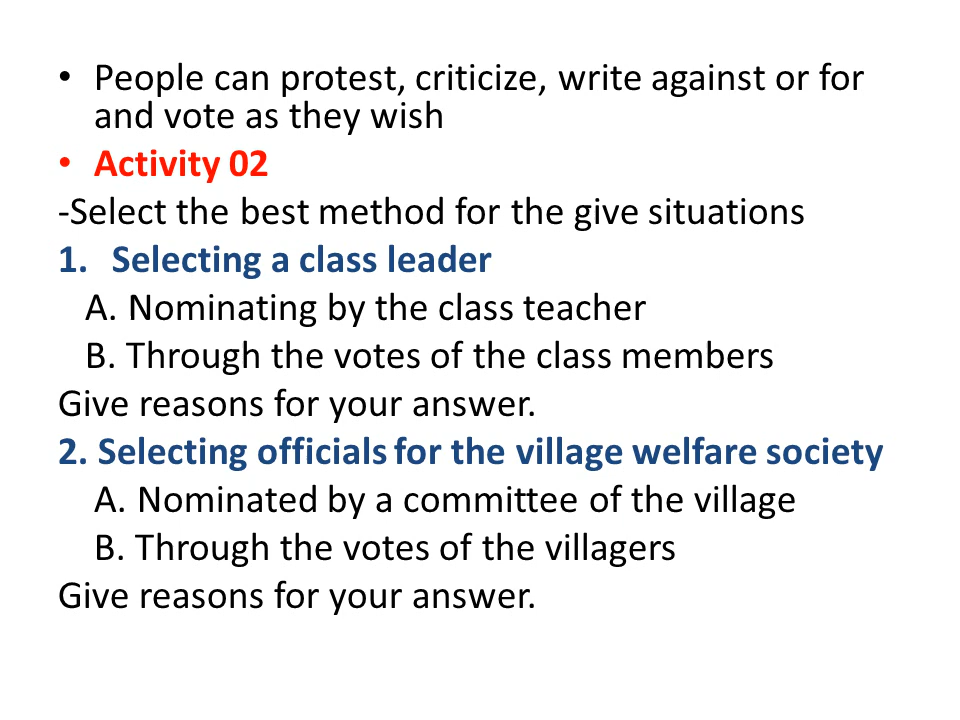 • People can protest, criticize, write against or for
and vote as they wish
• Activity 02
-Select the best method for the give situations
1. Selecting a class leader
A. Nominating by the class teacher
B. Through the votes of the class members
Give reasons for your answer.
2. Selecting officials for the village welfare society
A. Nominated by a committee of the village
B. Through the votes of the villagers
Give reasons for your answer.